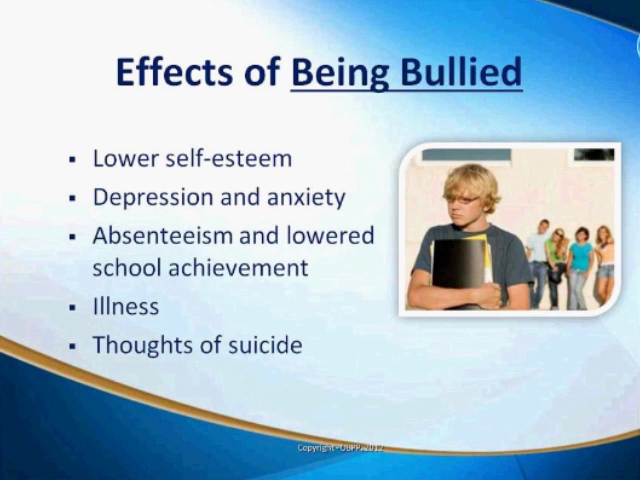 Effects of Being Bullied
▪ Lower self-esteem
▪ Depression and anxiety
▪ Absenteeism and lowered
school achievement
▪ Illness
▪ Thoughts of suicide
Copyright- OBPP, 2012